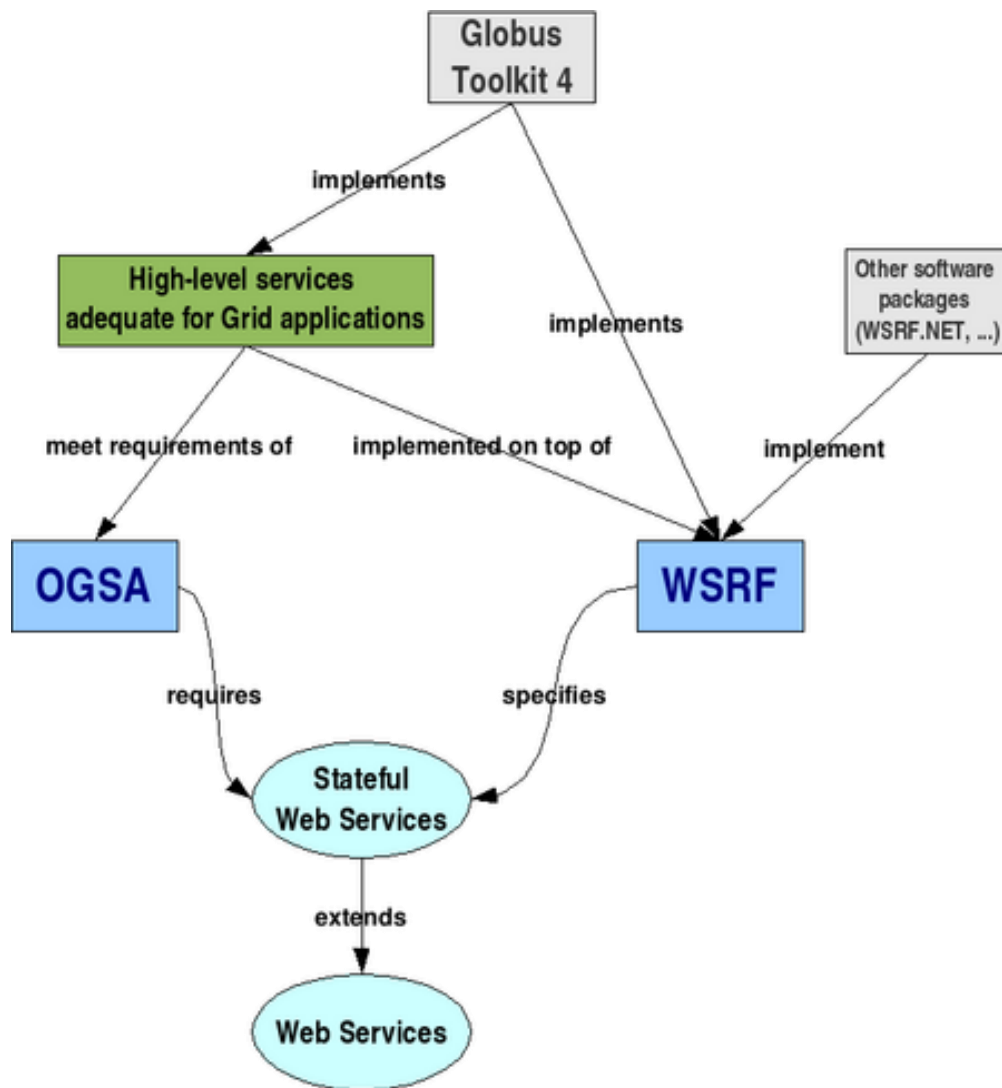 Globus
Toolkit 4
implements
High-level services
adequate for Grid applications
Other software
packages
(WSRF.NET, ...)
implements
meet requirements of
implemented on top of
implement
OGSA
WSRF
requires
specifies
Stateful
Web Services
extends
Web Services